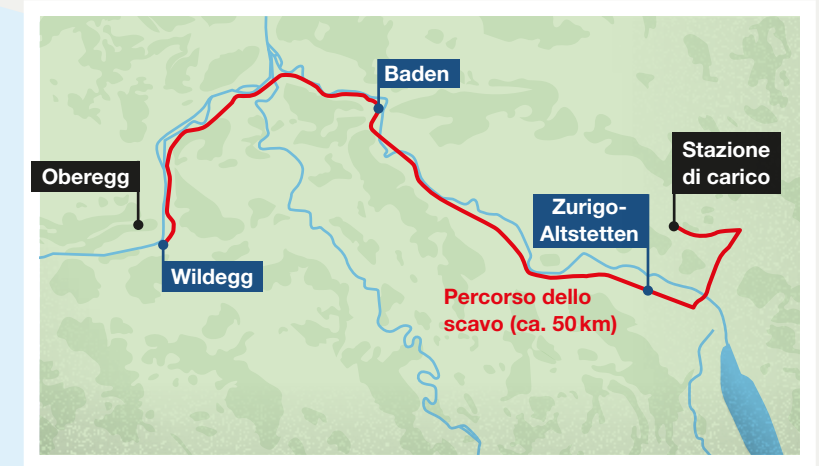 Baden
Oberegg
Stazione
di carico
Zurigo-
Altstetten
Wildegg
Percorso dello
scavo (ca. 50 km)